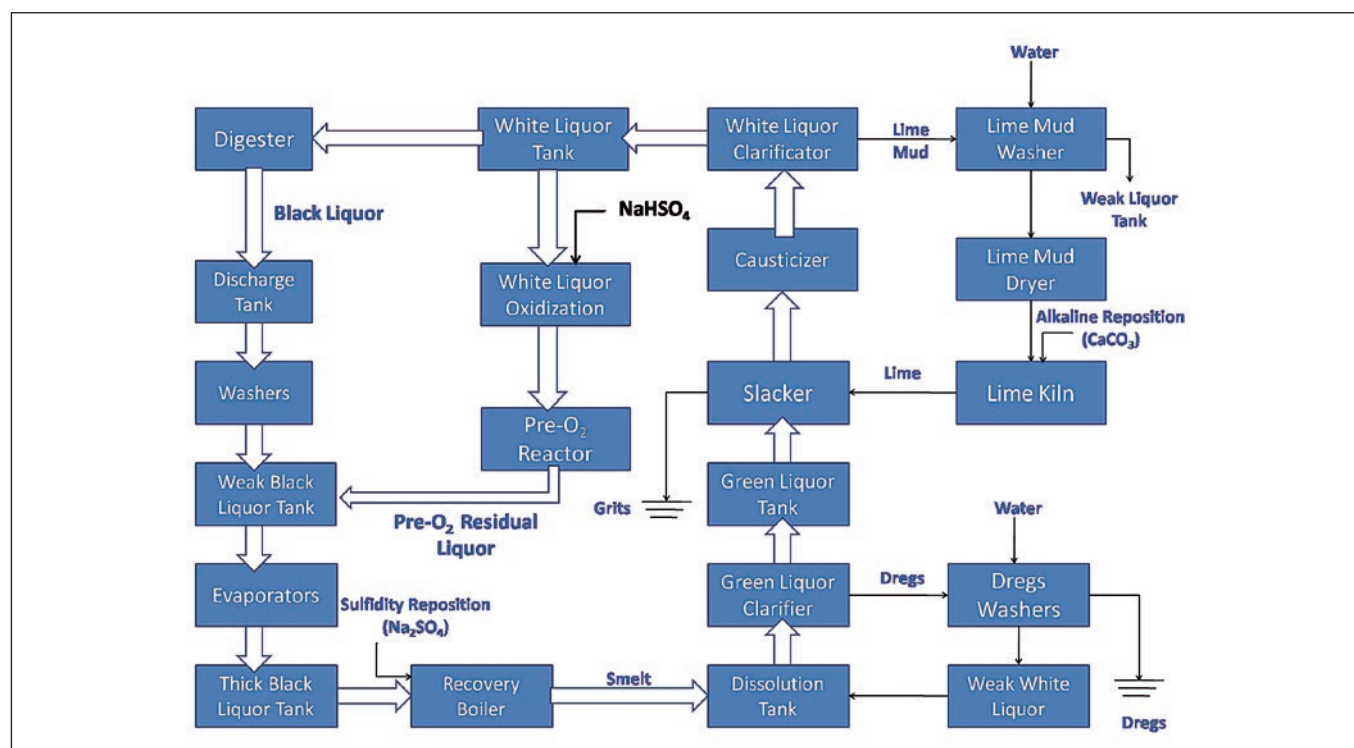 Water
Digester
White Liquor
Tank
White Liquor
Clarificator
Lime
Mud
Lime Mud
Washer
Black Liquor
NaHSO₄
Weak Liquor
Tank
Discharge
Tank
White Liquor
Oxidization
Causticizer
Lime Mud
Dryer
Alkaline Reposition
(CaCO₃)
Washers
Pre-O₂
Reactor
Slacker
Lime
Lime Kiln
Weak Black
Liquor Tank
Pre-O₂ Residual
Liquor
Grits
Green Liquor
Tank
Water
Evaporators
Sulfidity Reposition
(Na₂SO₄)
Green Liquor
Clarifier
Dregs
Dregs
Washers
Thick Black
Liquor Tank
Recovery
Boiler
Smelt
Dissolution
Tank
Weak White
Liquor
Dregs